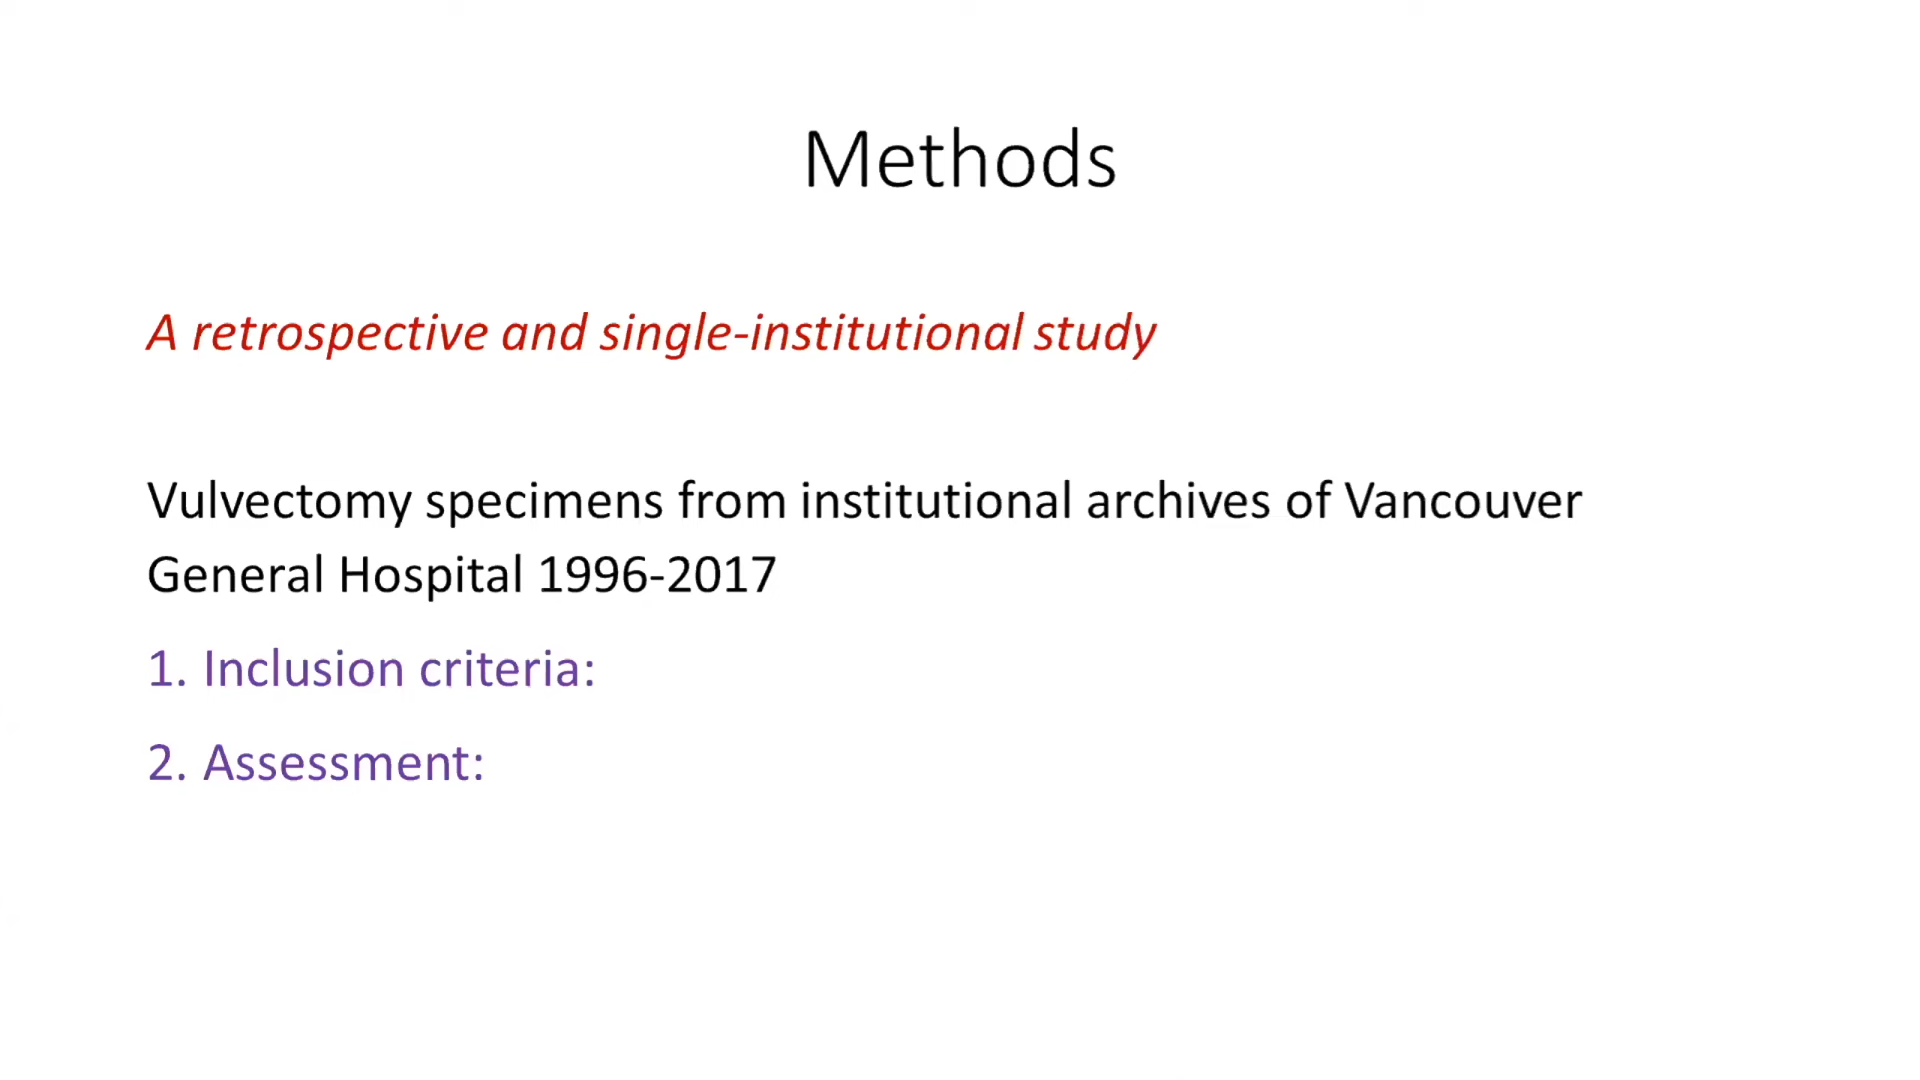 Methods
A retrospective and single-institutional study
Vulvectomy specimens from institutional archives of Vancouver
General Hospital 1996-2017
1. Inclusion criteria:
2. Assessment: